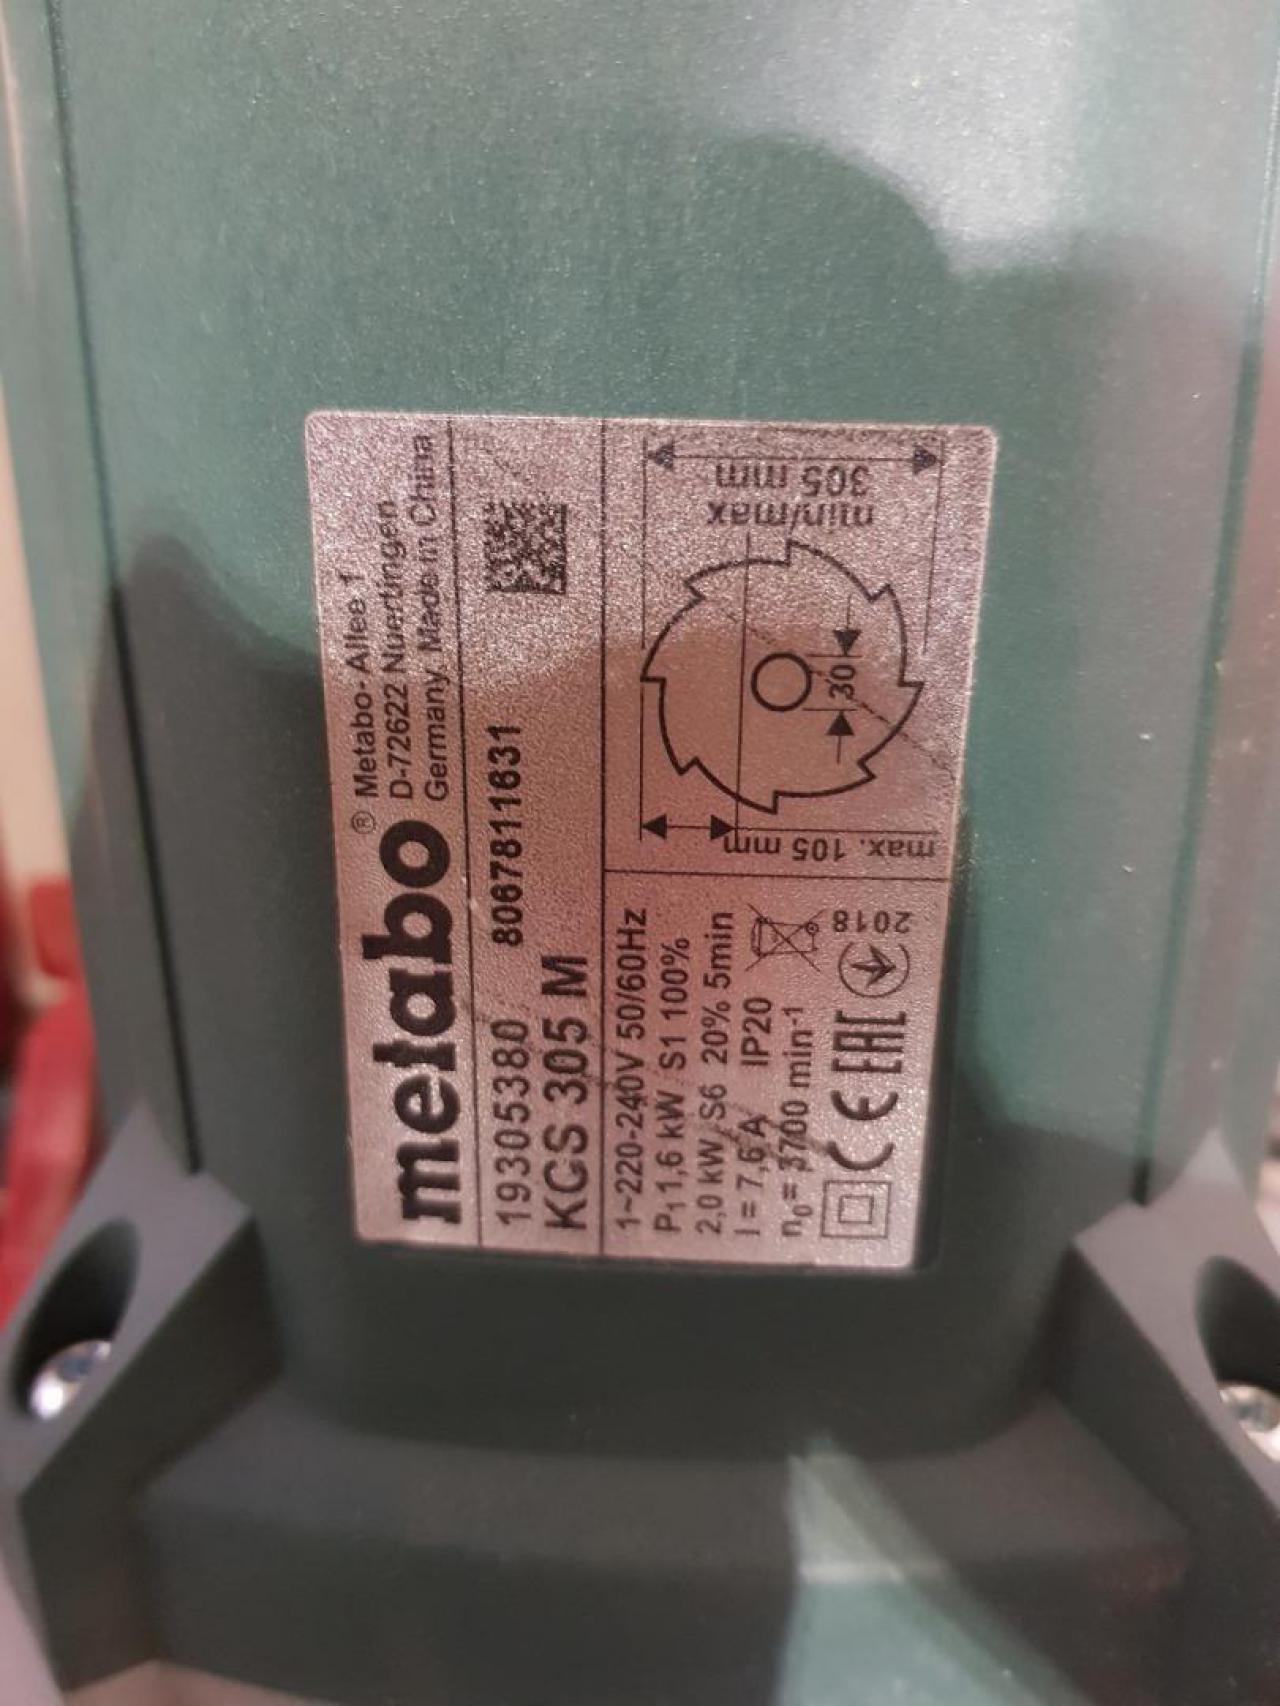 metabo® Metabo-Allee 1
D-72622 Nuertingen
Germany, Made in China
19305380 8067811631
KGS 305 M
1~220-240V 50/60Hz
P1 1,6 kW S1 100%
2,0 kW S6 20% 5min
I = 7,6 A IP20
n0 = 3700 min-1
CE EAC 2018
max. 105 mm
30
min/max
305 mm